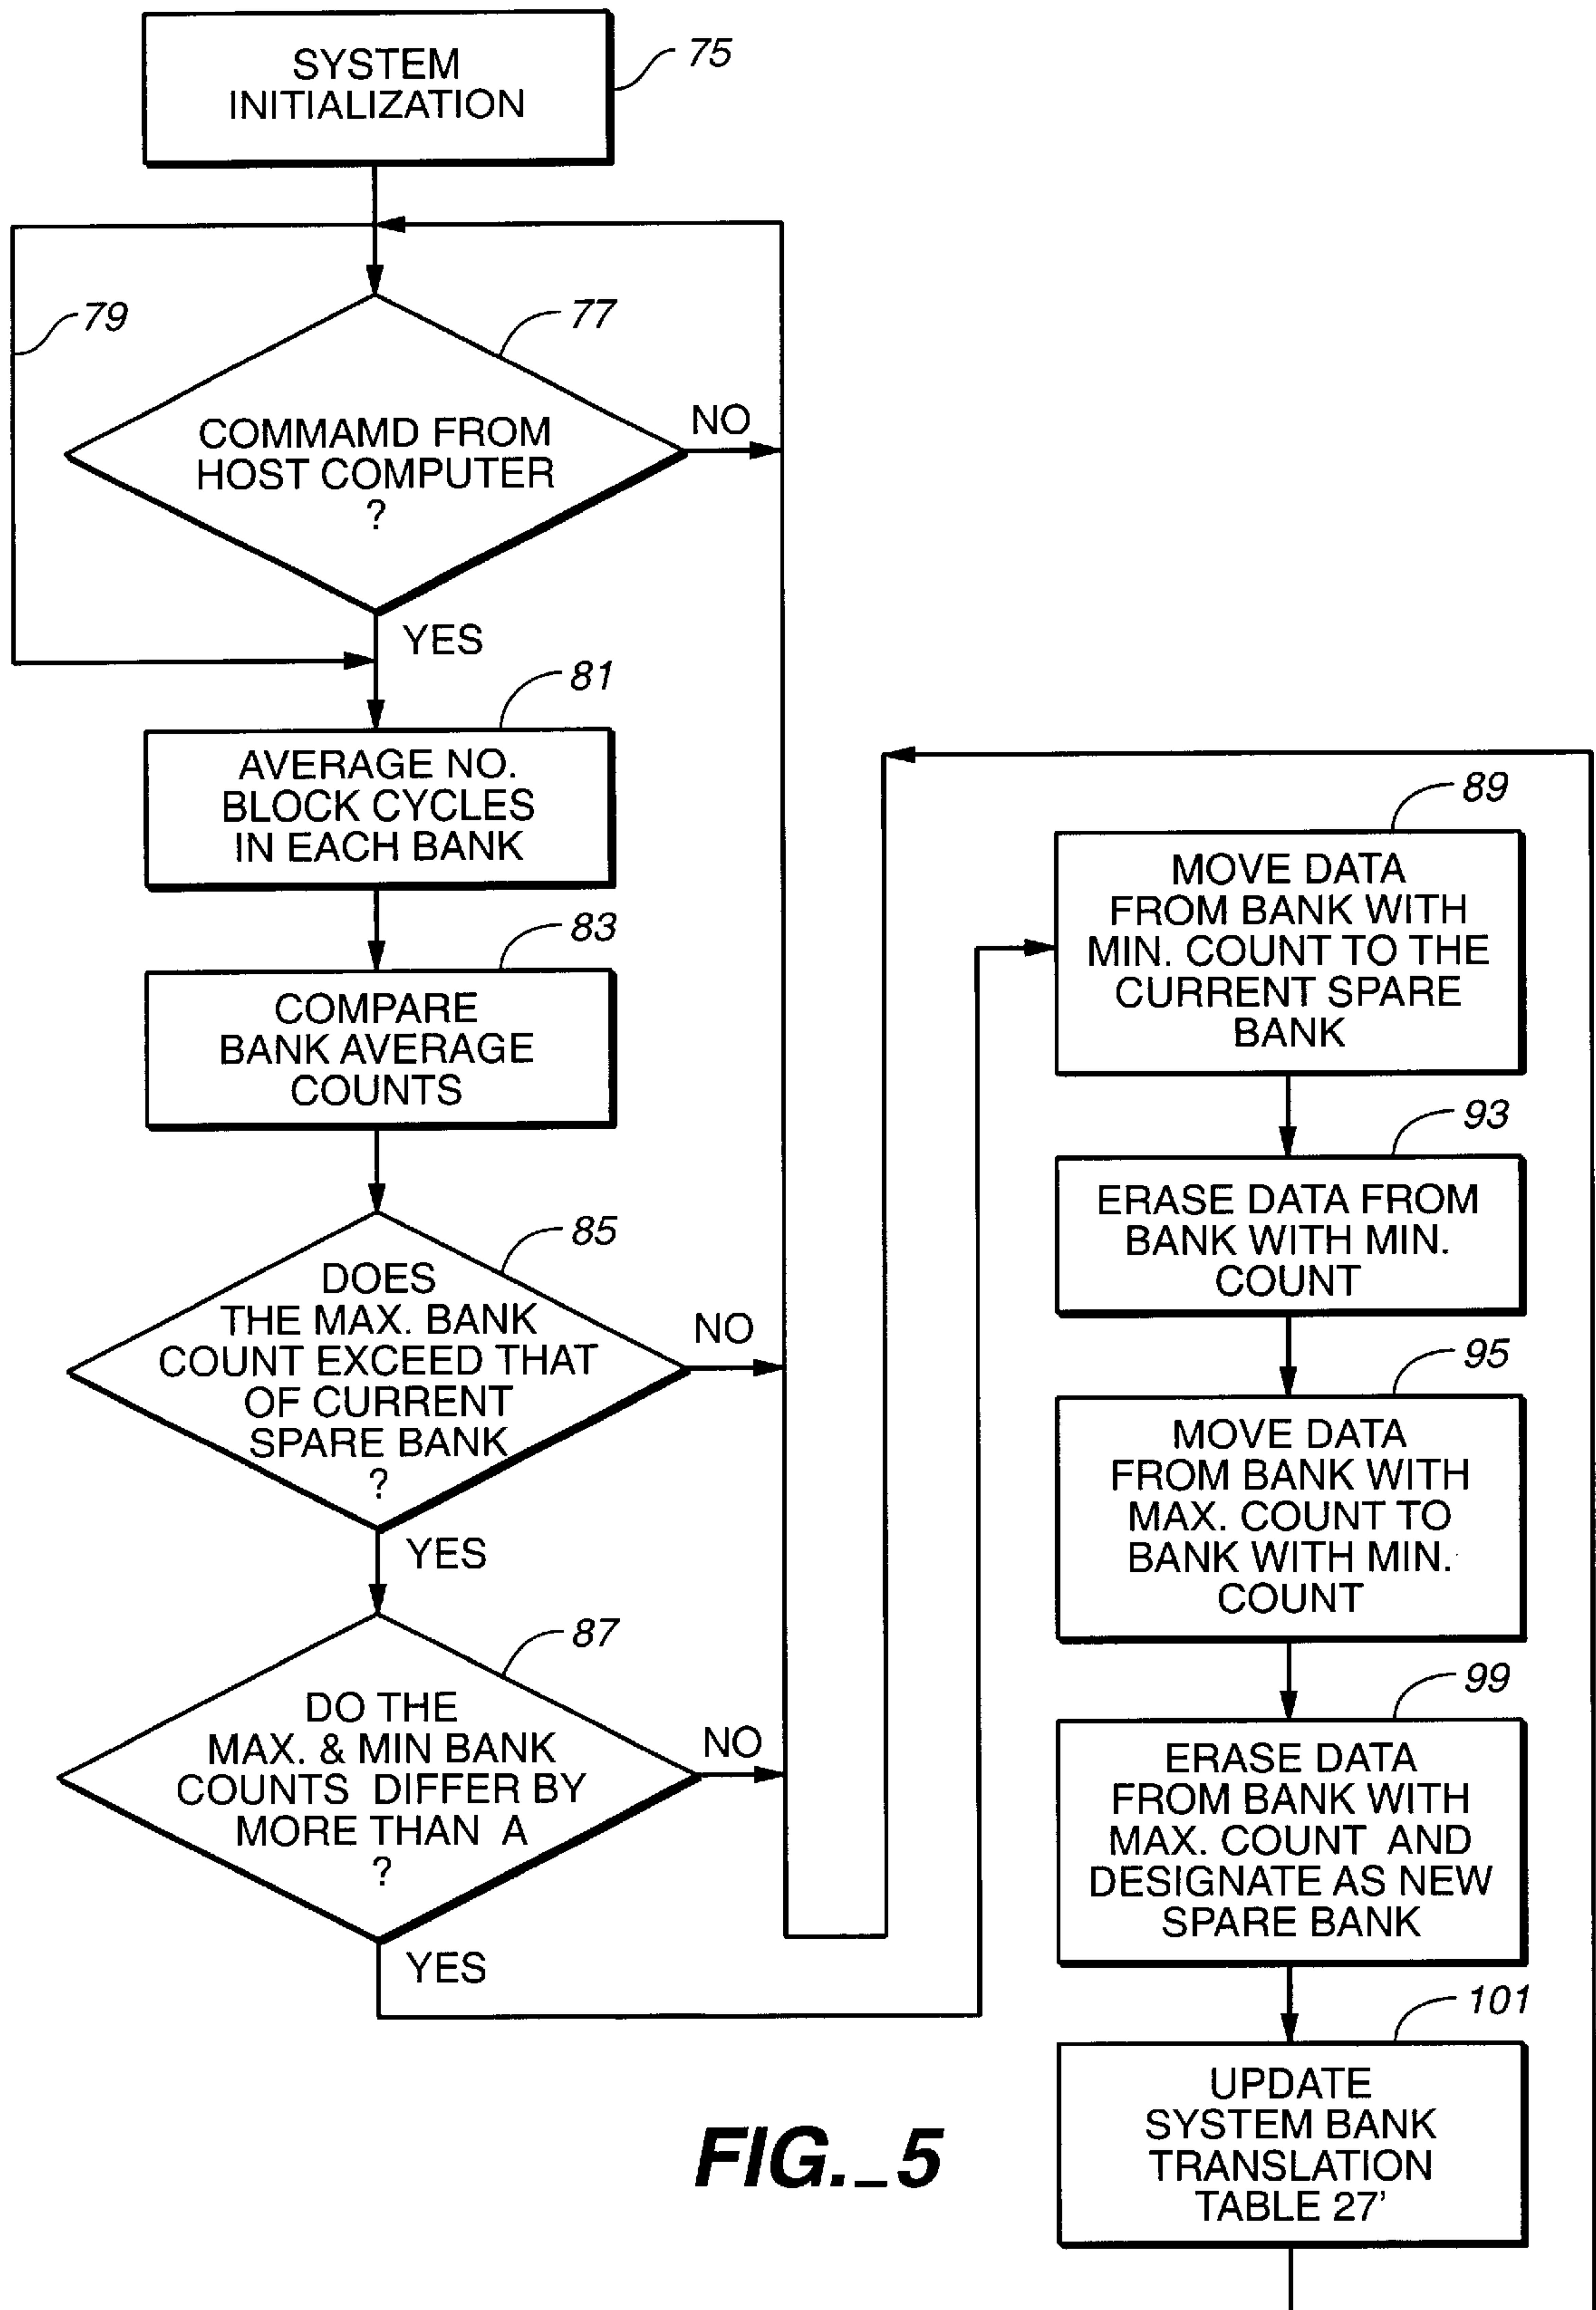 SYSTEM
INITIALIZATION
75
79
77
COMMAMD FROM
HOST COMPUTER
?
NO
YES
81
AVERAGE NO.
BLOCK CYCLES
IN EACH BANK
83
COMPARE
BANK AVERAGE
COUNTS
85
DOES
THE MAX. BANK
COUNT EXCEED THAT
OF CURRENT
SPARE BANK
?
NO
YES
87
DO THE
MAX. & MIN BANK
COUNTS DIFFER BY
MORE THAN A
?
NO
YES
89
MOVE DATA
FROM BANK WITH
MIN. COUNT TO THE
CURRENT SPARE
BANK
93
ERASE DATA FROM
BANK WITH MIN.
COUNT
95
MOVE DATA
FROM BANK WITH
MAX. COUNT TO
BANK WITH MIN.
COUNT
99
ERASE DATA
FROM BANK WITH
MAX. COUNT AND
DESIGNATE AS NEW
SPARE BANK
101
UPDATE
SYSTEM BANK
TRANSLATION
TABLE 27'
FIG._5